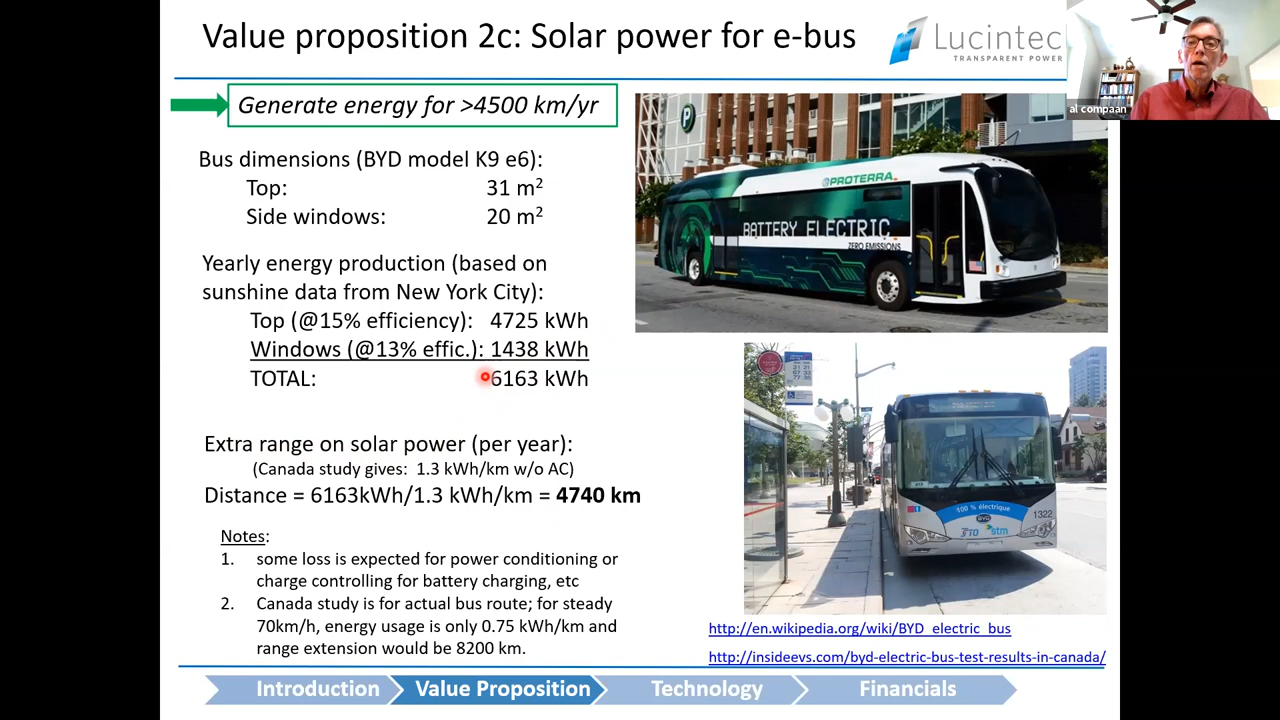 Value proposition 2c: Solar power for e-bus
Lucintec
TRANSPARENT POWER
al compaan
Generate energy for >4500 km/yr
Bus dimensions (BYD model K9 e6):
Top: 31 m²
Side windows: 20 m²
Yearly energy production (based on
sunshine data from New York City):
Top (@15% efficiency): 4725 kWh
Windows (@13% effic.): 1438 kWh
TOTAL: 6163 kWh
Extra range on solar power (per year):
(Canada study gives: 1.3 kWh/km w/o AC)
Distance = 6163kWh/1.3 kWh/km = 4740 km
Notes:
1. some loss is expected for power conditioning or
charge controlling for battery charging, etc
2. Canada study is for actual bus route; for steady
70km/h, energy usage is only 0.75 kWh/km and
range extension would be 8200 km.
P
PROTERRA
BATTERY ELECTRIC
ZERO EMISSIONS
100 % électrique
BYD
1322
STO
stm
http://en.wikipedia.org/wiki/BYD_electric_bus
http://insideevs.com/byd-electric-bus-test-results-in-canada/
Introduction
Value Proposition
Technology
Financials